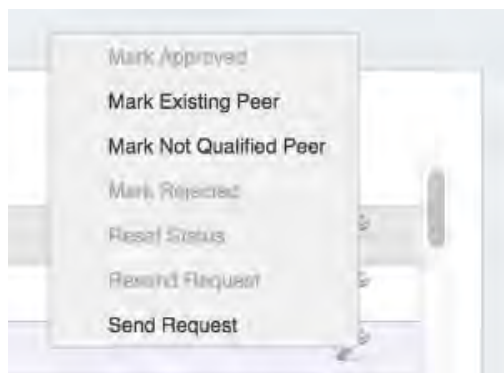 Mark Approved
Mark Existing Peer
Mark Not Qualified Peer
Mark Rejected
Reset Status
Resend Request
Send Request